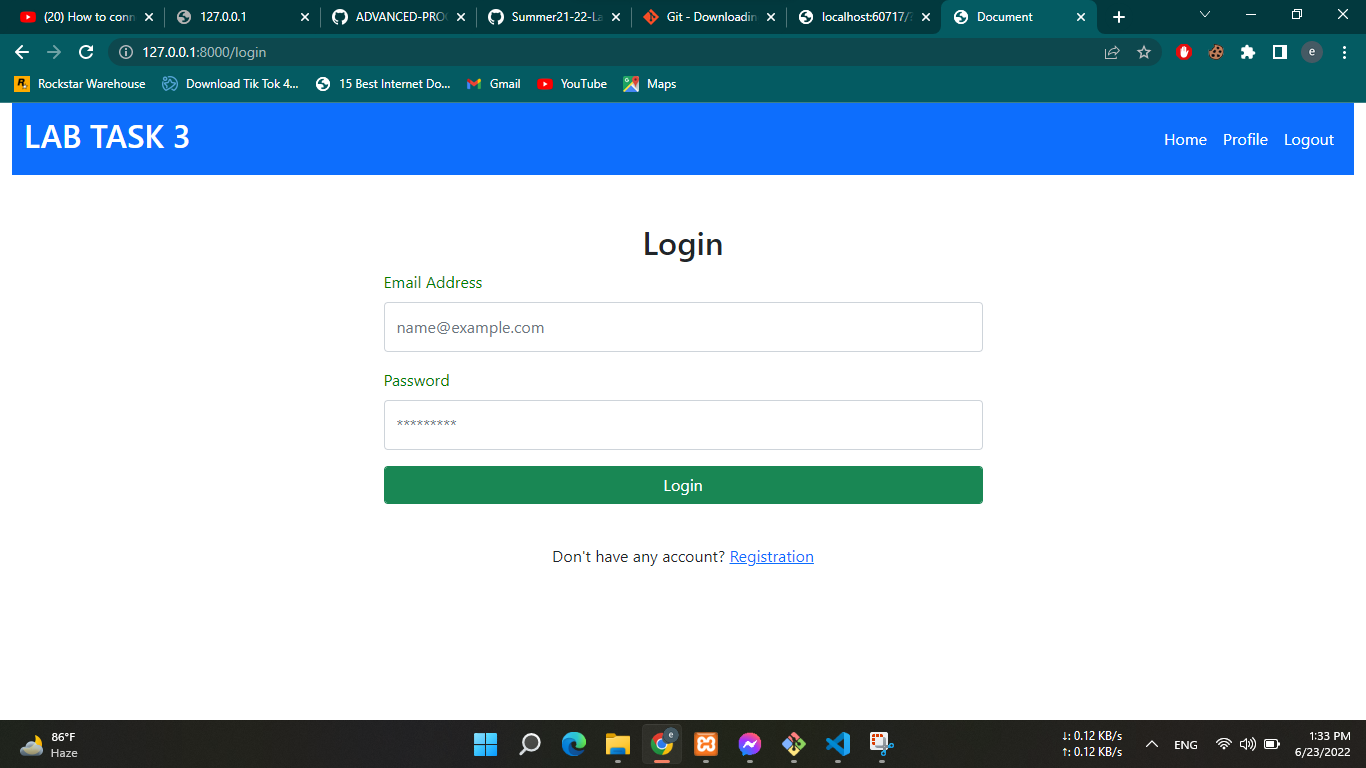 (20) How to conn
127.0.0.1
ADVANCED-PRO
Summer21-22-La
Git - Downloadin
localhost:60717/
Document
127.0.0.1:8000/login
e
Rockstar Warehouse
Download Tik Tok 4...
15 Best Internet Do...
Gmail
YouTube
Maps
LAB TASK 3
Home
Profile
Logout
Login
Email Address
name@example.com
Password
*********
Login
Don't have any account? Registration
86°F
Haze
e
↓: 0.12 KB/s
↑: 0.12 KB/s
ENG
1:33 PM
6/23/2022